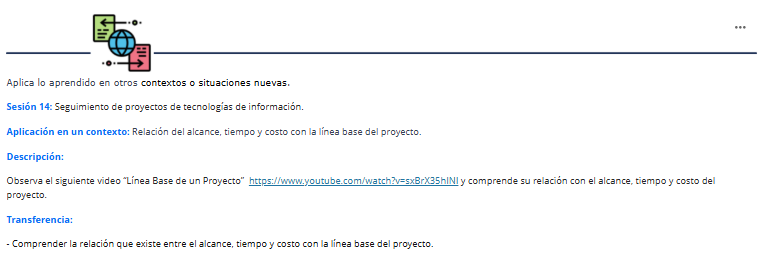 Aplica lo aprendido en otros contextos o situaciones nuevas.
Sesión 14: Seguimiento de proyectos de tecnologías de información.
Aplicación en un contexto: Relación del alcance, tiempo y costo con la línea base del proyecto.
Descripción:
Observa el siguiente video “Línea Base de un Proyecto” https://www.youtube.com/watch?v=sxBrX35hlNI y comprende su relación con el alcance, tiempo y costo del
proyecto.
Transferencia:
- Comprender la relación que existe entre el alcance, tiempo y costo con la línea base del proyecto.